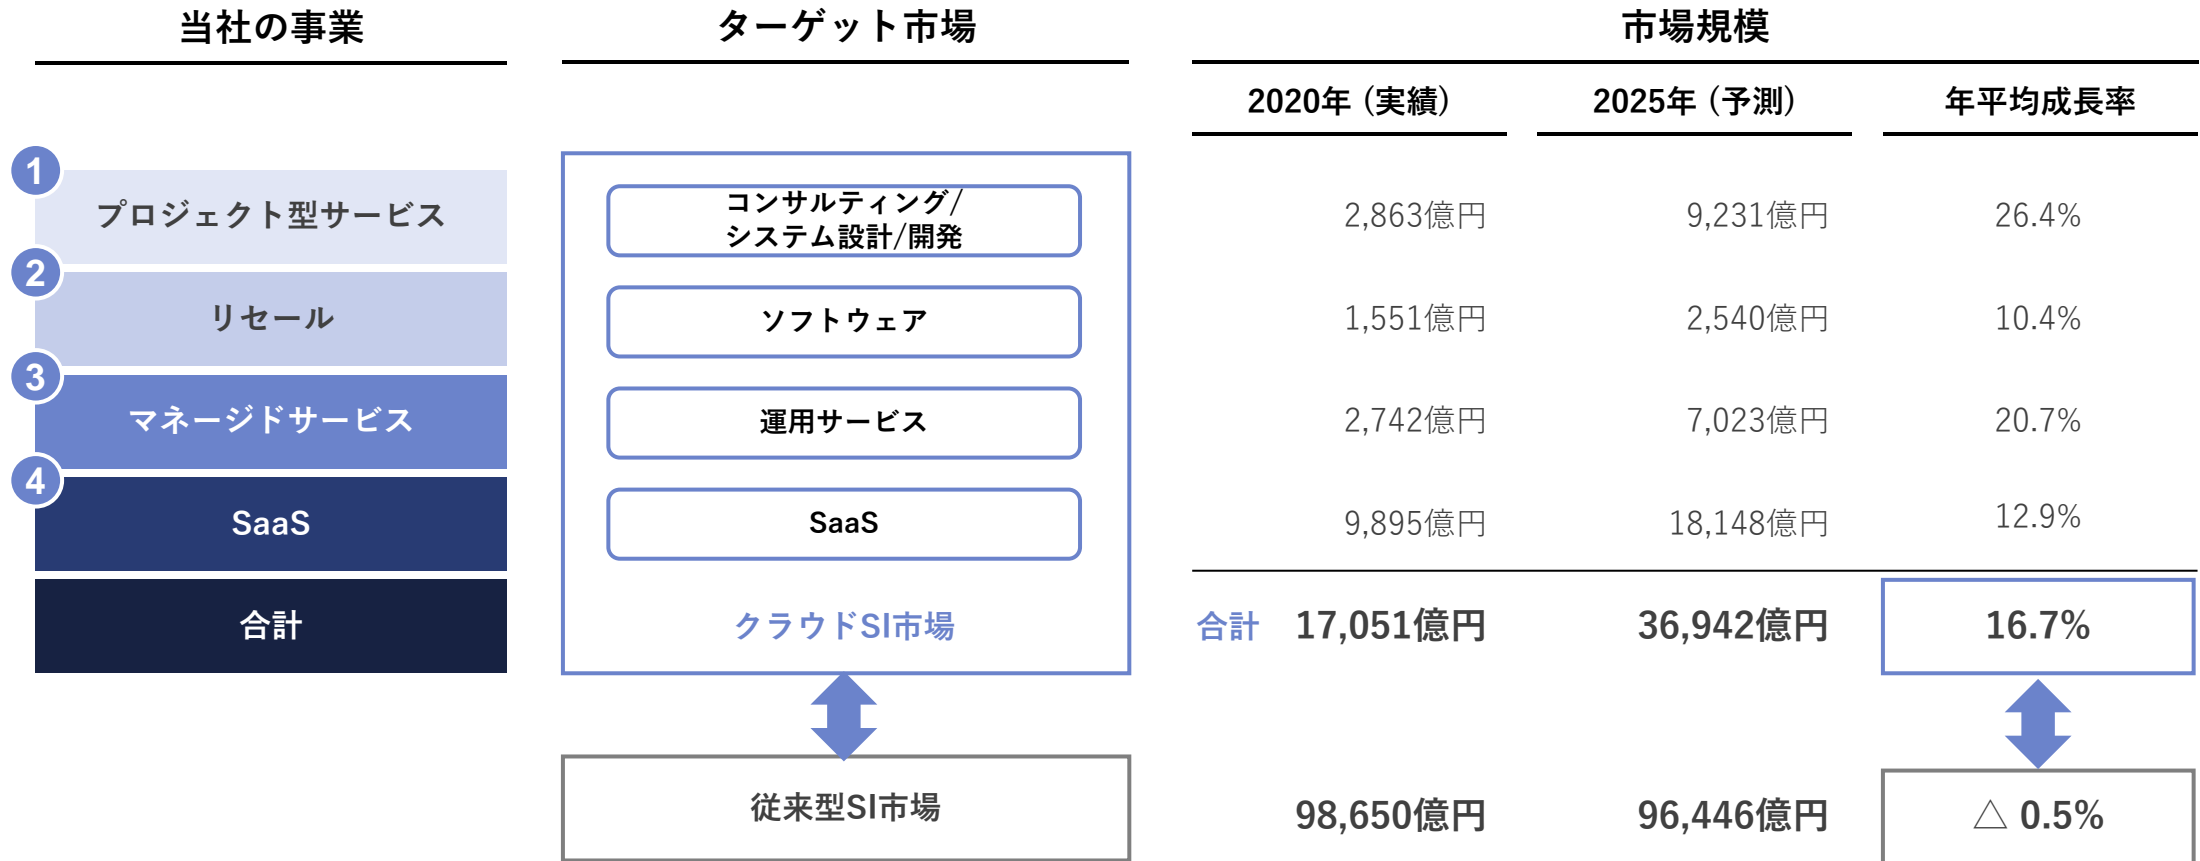 当社の事業
ターゲット市場
市場規模
2020年 (実績)
2025年 (予測)
年平均成長率
1
プロジェクト型サービス
コンサルティング/
システム設計/開発
2,863億円
9,231億円
26.4%
2
リセール
ソフトウェア
1,551億円
2,540億円
10.4%
3
マネージドサービス
運用サービス
2,742億円
7,023億円
20.7%
4
SaaS
SaaS
9,895億円
18,148億円
12.9%
合計
クラウドSI市場
合計
17,051億円
36,942億円
16.7%
従来型SI市場
98,650億円
96,446億円
△ 0.5%